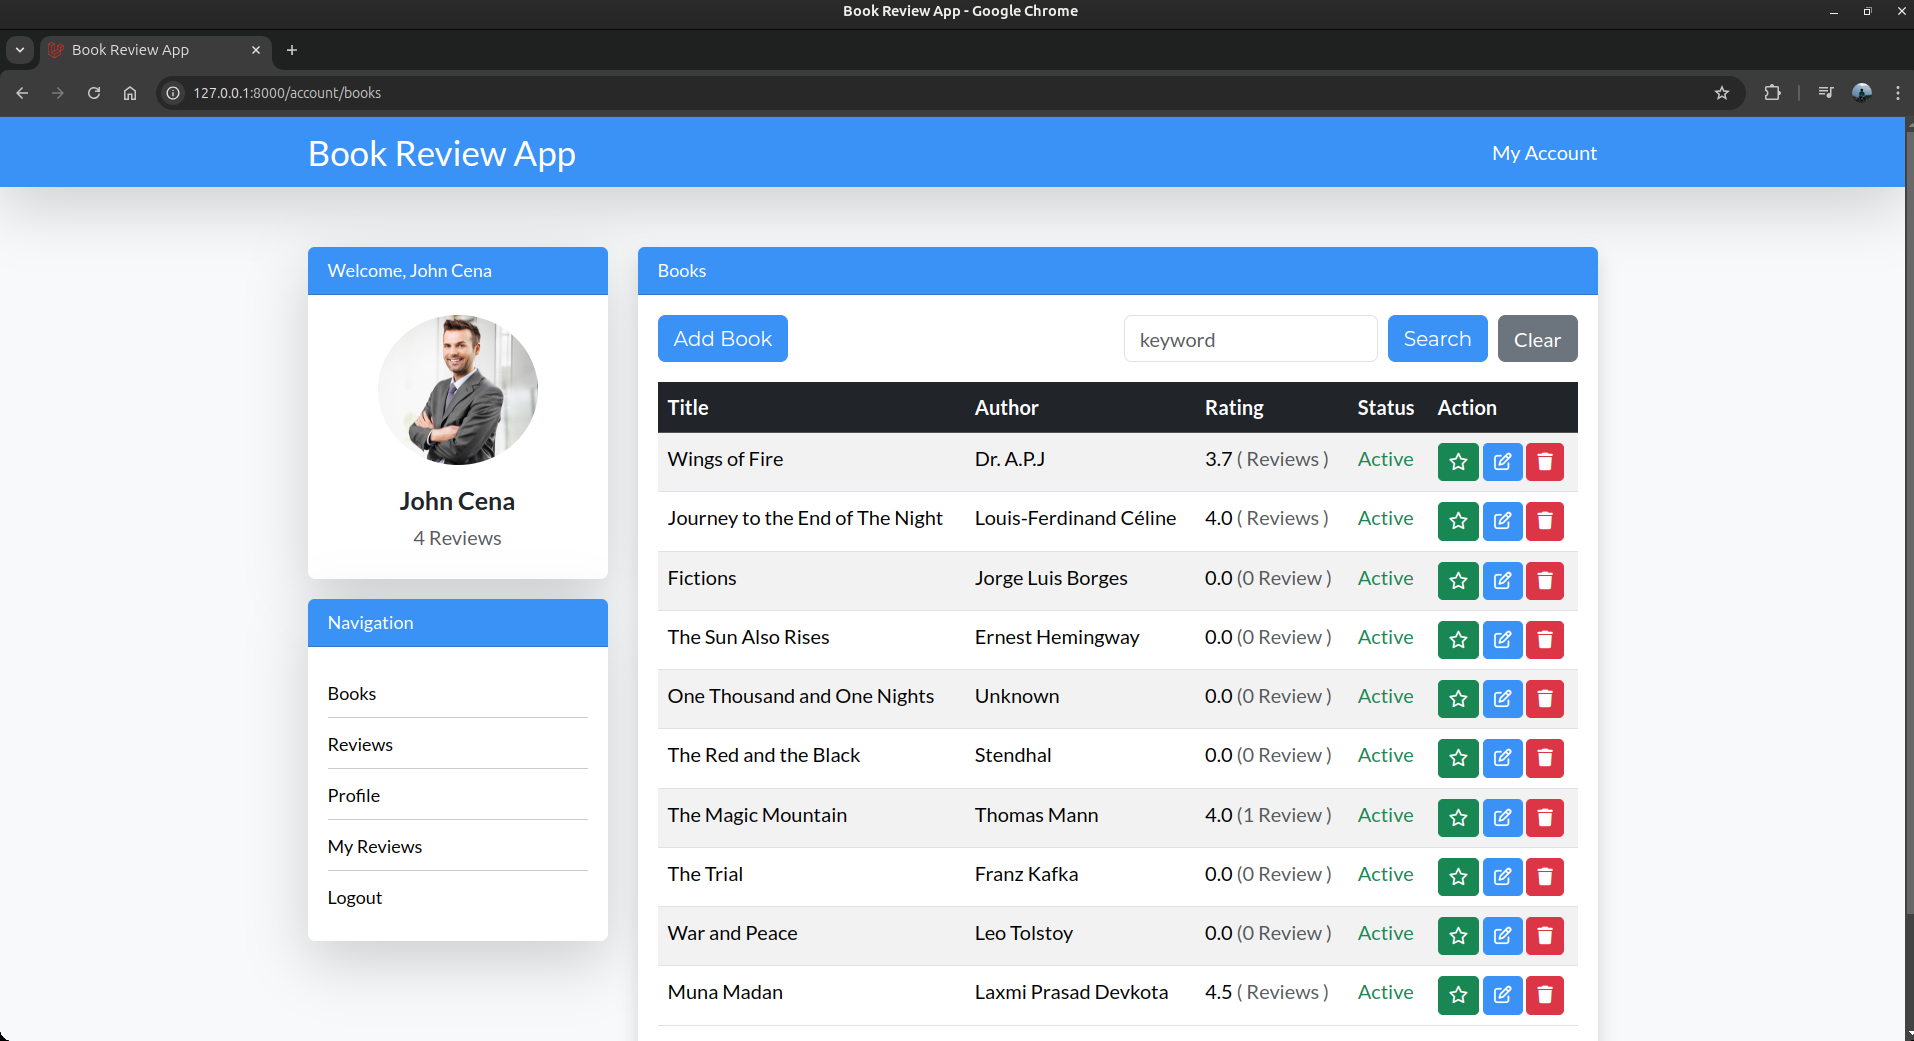 Book Review App - Google Chrome
Book Review App
127.0.0.1:8000/account/books
Book Review App
My Account
Welcome, John Cena
John Cena
4 Reviews
Navigation
Books
Reviews
Profile
My Reviews
Logout
Books
Add Book
keyword
Search
Clear
Title Author Rating Status Action
Wings of Fire Dr. A.P.J 3.7 ( Reviews ) Active
Journey to the End of The Night Louis-Ferdinand Céline 4.0 ( Reviews ) Active
Fictions Jorge Luis Borges 0.0 (0 Review ) Active
The Sun Also Rises Ernest Hemingway 0.0 (0 Review ) Active
One Thousand and One Nights Unknown 0.0 (0 Review ) Active
The Red and the Black Stendhal 0.0 (0 Review ) Active
The Magic Mountain Thomas Mann 4.0 (1 Review ) Active
The Trial Franz Kafka 0.0 (0 Review ) Active
War and Peace Leo Tolstoy 0.0 (0 Review ) Active
Muna Madan Laxmi Prasad Devkota 4.5 ( Reviews ) Active